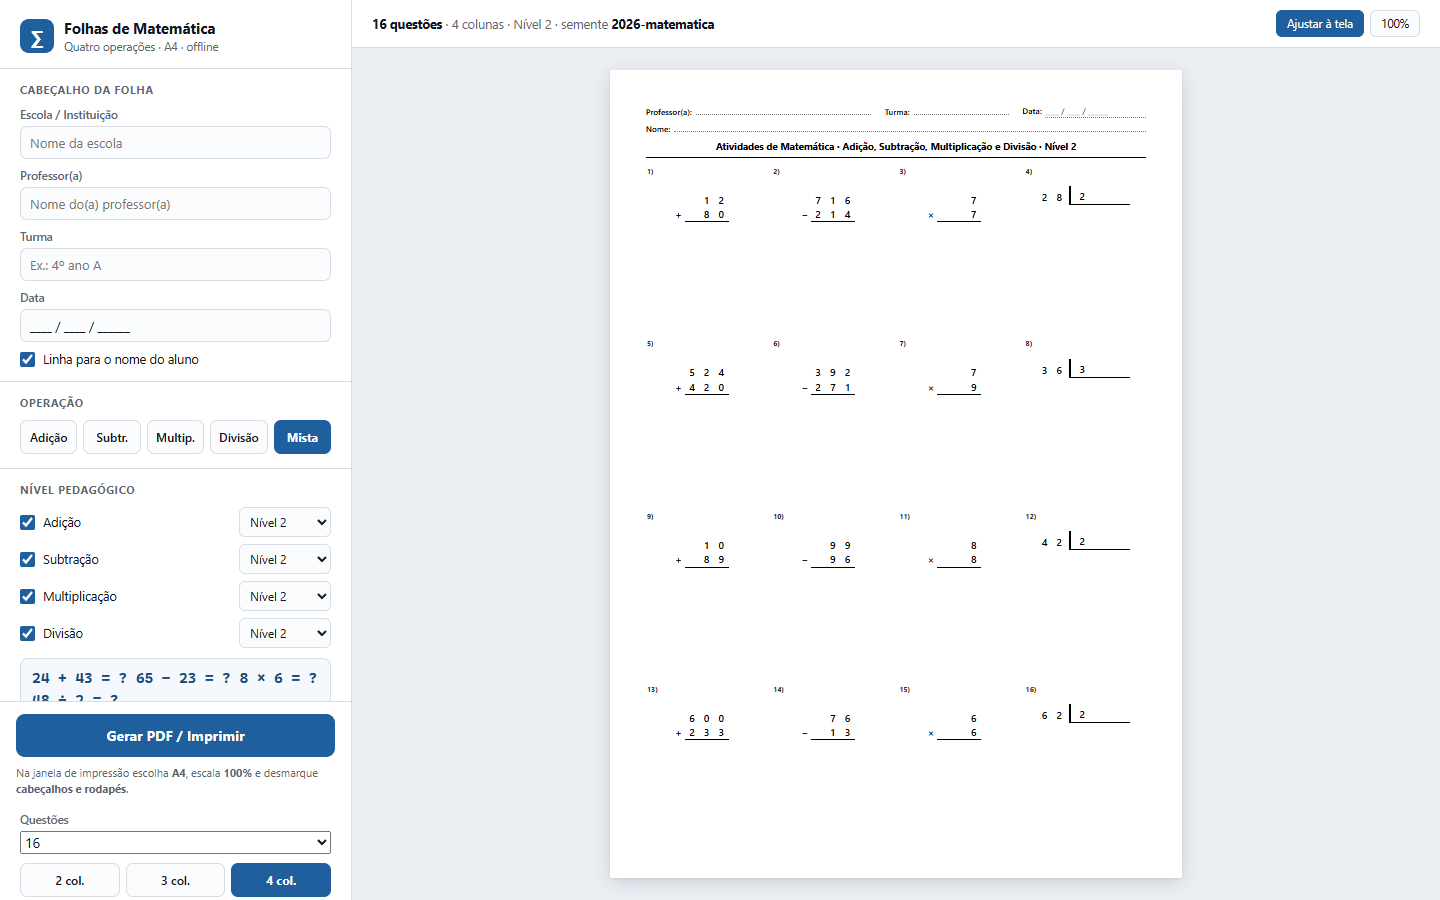 ∑
Folhas de Matemática
Quatro operações · A4 · offline
CABEÇALHO DA FOLHA
Escola / Instituição
Nome da escola
Professor(a)
Nome do(a) professor(a)
Turma
Ex.: 4º ano A
Data
____ / ____ / ______
Linha para o nome do aluno
OPERAÇÃO
Adição Subtr. Multip. Divisão Mista
NÍVEL PEDAGÓGICO
Adição Nível 2
Subtração Nível 2
Multiplicação Nível 2
Divisão Nível 2
24 + 43 = ? 65 − 23 = ? 8 × 6 = ?
48 ÷ 2 = ?
Gerar PDF / Imprimir
Na janela de impressão escolha A4, escala 100% e desmarque
cabeçalhos e rodapés.
Questões
16
2 col. 3 col. 4 col.
16 questões · 4 colunas · Nível 2 · semente 2026-matematica
Ajustar à tela 100%
Professor(a): Turma: Data: ____ / ____ / ______
Nome:
Atividades de Matemática · Adição, Subtração, Multiplicação e Divisão · Nível 2
1) 2) 3) 4)
1 2 7 1 6 7 2 8 2
+ 8 0 − 2 1 4 × 7
5) 6) 7) 8)
5 2 4 3 9 2 7 3 6 3
+ 4 2 0 − 2 7 1 × 9
9) 10) 11) 12)
1 0 9 9 8 4 2 2
+ 8 9 − 9 6 × 8
13) 14) 15) 16)
6 0 0 7 6 6 6 2 2
+ 2 3 3 − 1 3 × 6